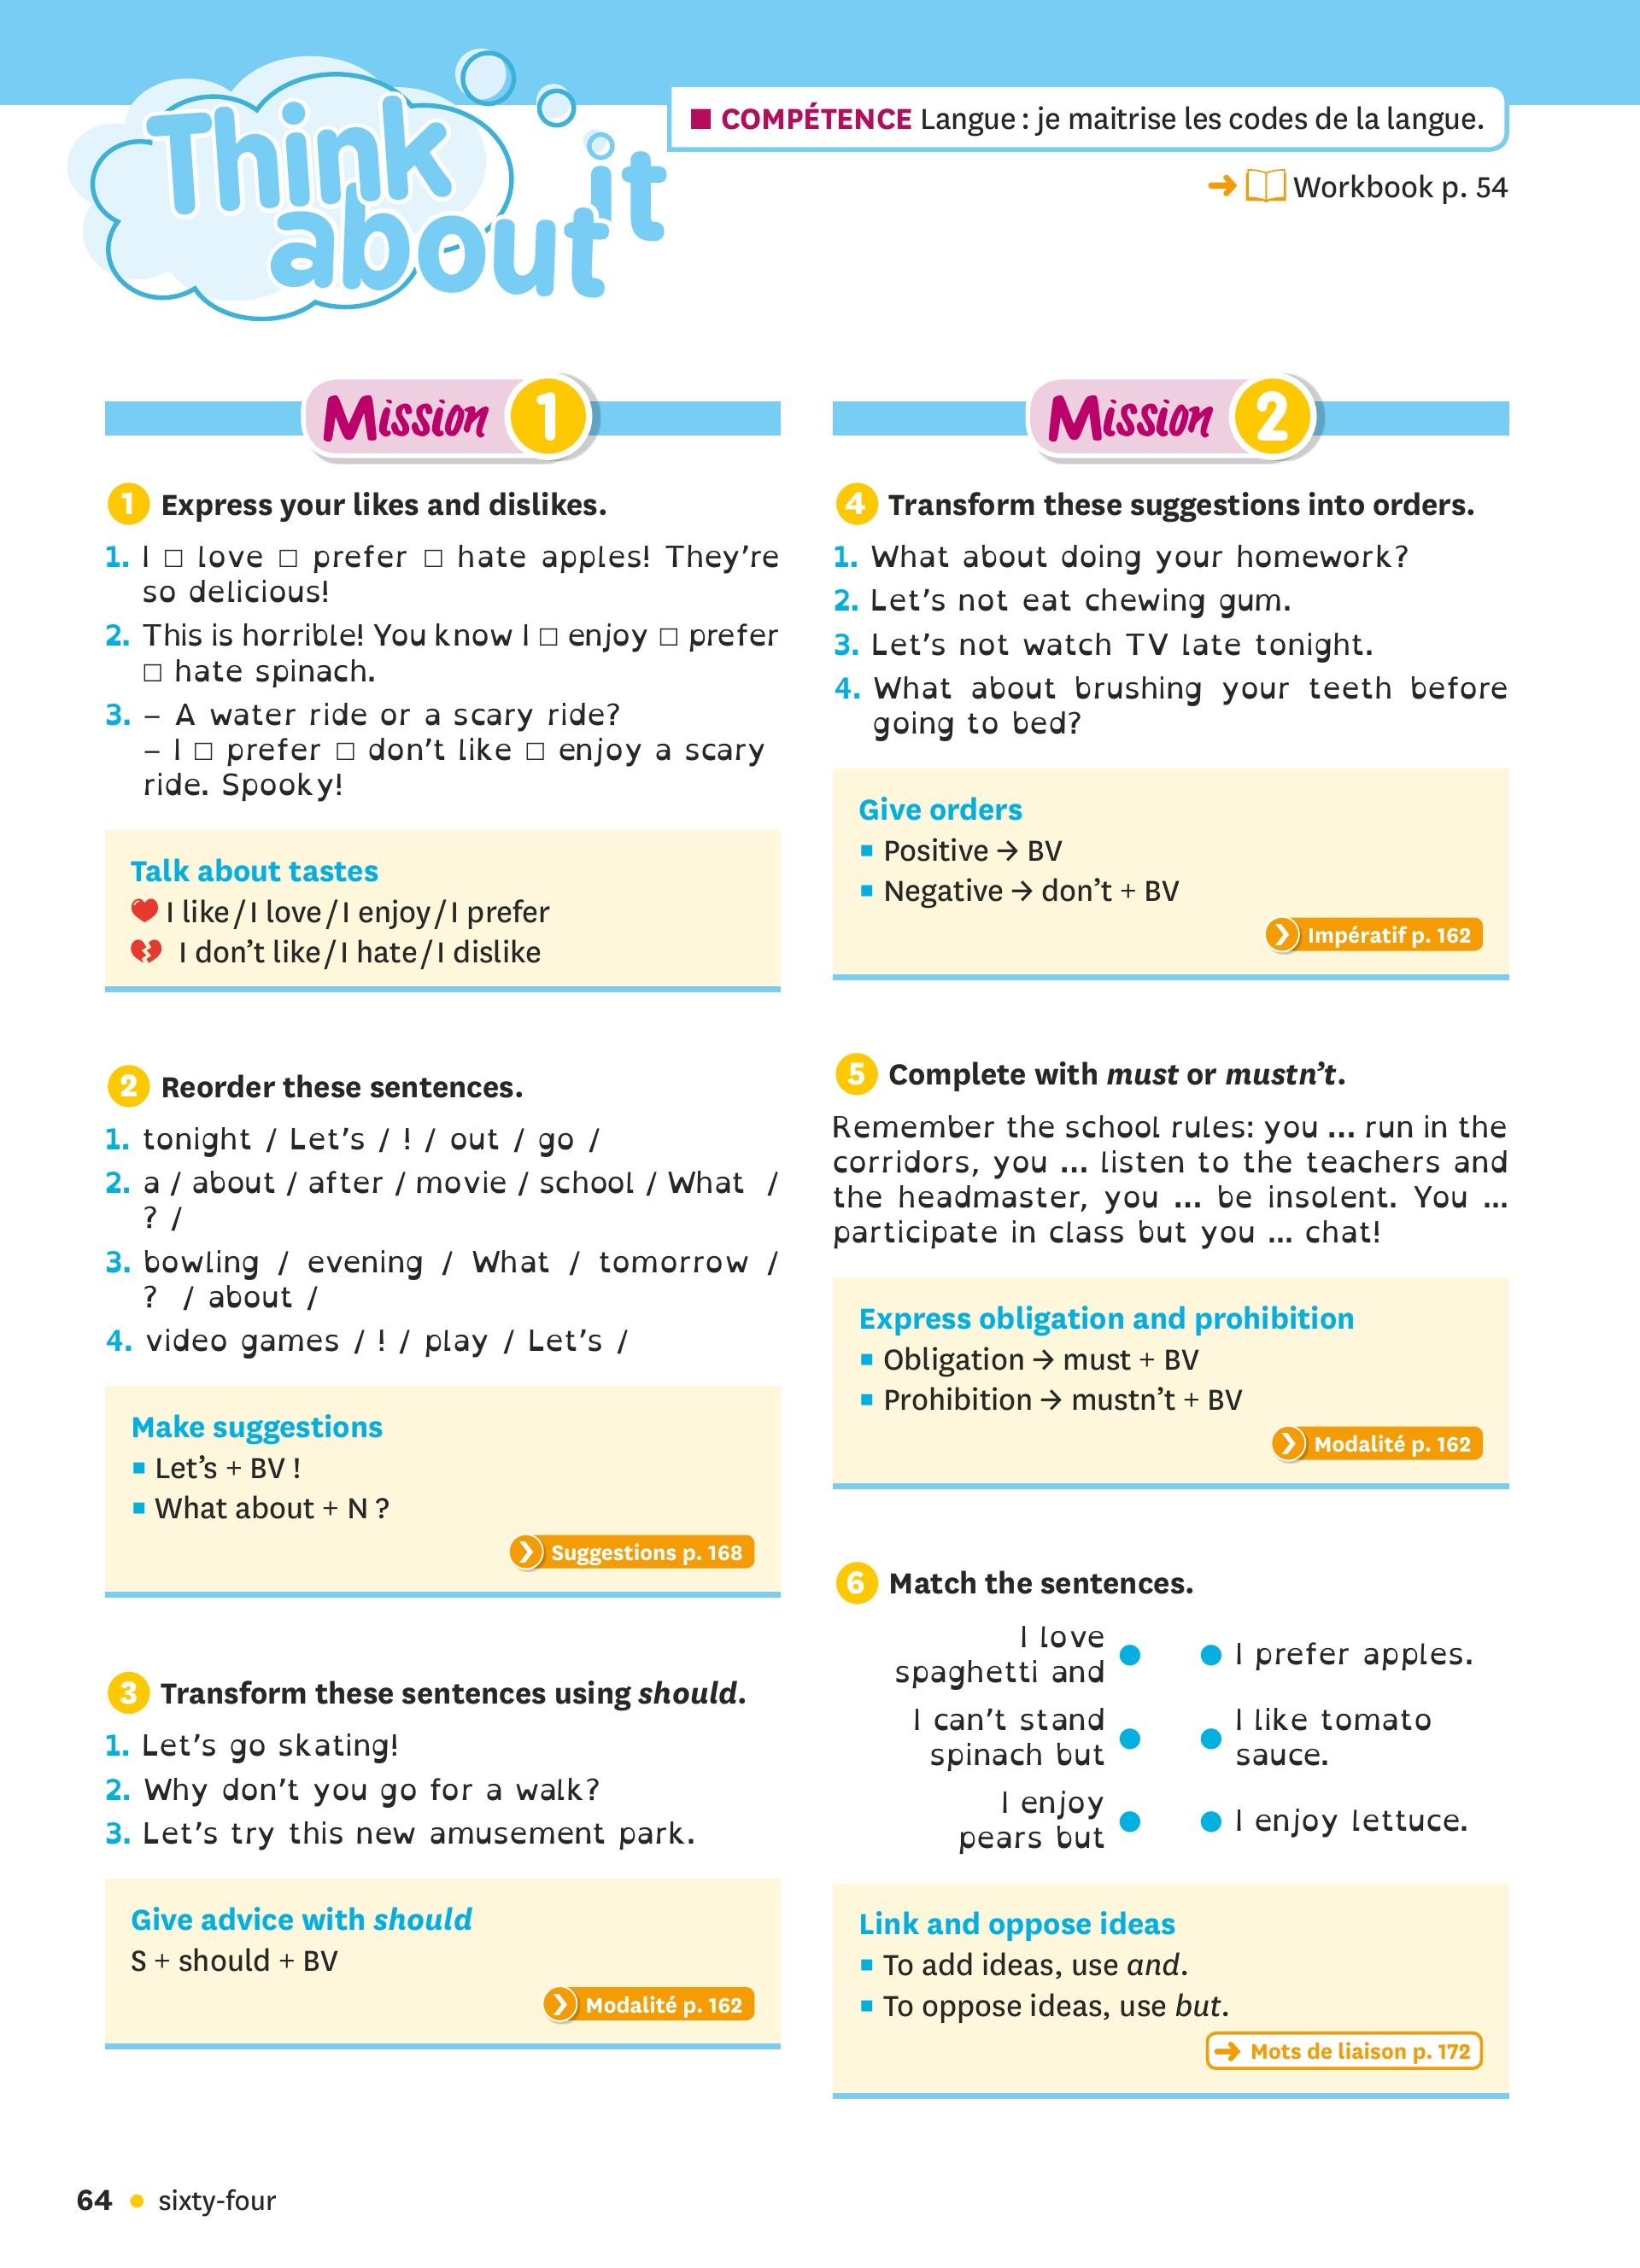 Think
about it
■ COMPÉTENCE Langue : je maitrise les codes de la langue.
➜ Workbook p. 54
Mission 1
1 Express your likes and dislikes.
1. I □ love □ prefer □ hate apples! They're
so delicious!
2. This is horrible! You know I □ enjoy □ prefer
□ hate spinach.
3. – A water ride or a scary ride?
– I □ prefer □ don't like □ enjoy a scary
ride. Spooky!
Talk about tastes
I like / I love / I enjoy / I prefer
I don't like / I hate / I dislike
2 Reorder these sentences.
1. tonight / Let's / ! / out / go /
2. a / about / after / movie / school / What /
? /
3. bowling / evening / What / tomorrow /
? / about /
4. video games / ! / play / Let's /
Make suggestions
▪ Let's + BV !
▪ What about + N ?
Suggestions p. 168
3 Transform these sentences using should.
1. Let's go skating!
2. Why don't you go for a walk?
3. Let's try this new amusement park.
Give advice with should
S + should + BV
Modalité p. 162
Mission 2
4 Transform these suggestions into orders.
1. What about doing your homework?
2. Let's not eat chewing gum.
3. Let's not watch TV late tonight.
4. What about brushing your teeth before
going to bed?
Give orders
▪ Positive → BV
▪ Negative → don't + BV
Impératif p. 162
5 Complete with must or mustn't.
Remember the school rules: you ... run in the
corridors, you ... listen to the teachers and
the headmaster, you ... be insolent. You ...
participate in class but you ... chat!
Express obligation and prohibition
▪ Obligation → must + BV
▪ Prohibition → mustn't + BV
Modalité p. 162
6 Match the sentences.
I love
spaghetti and
I prefer apples.
I can't stand
spinach but
I like tomato
sauce.
I enjoy
pears but
I enjoy lettuce.
Link and oppose ideas
▪ To add ideas, use and.
▪ To oppose ideas, use but.
➜ Mots de liaison p. 172
64 • sixty-four